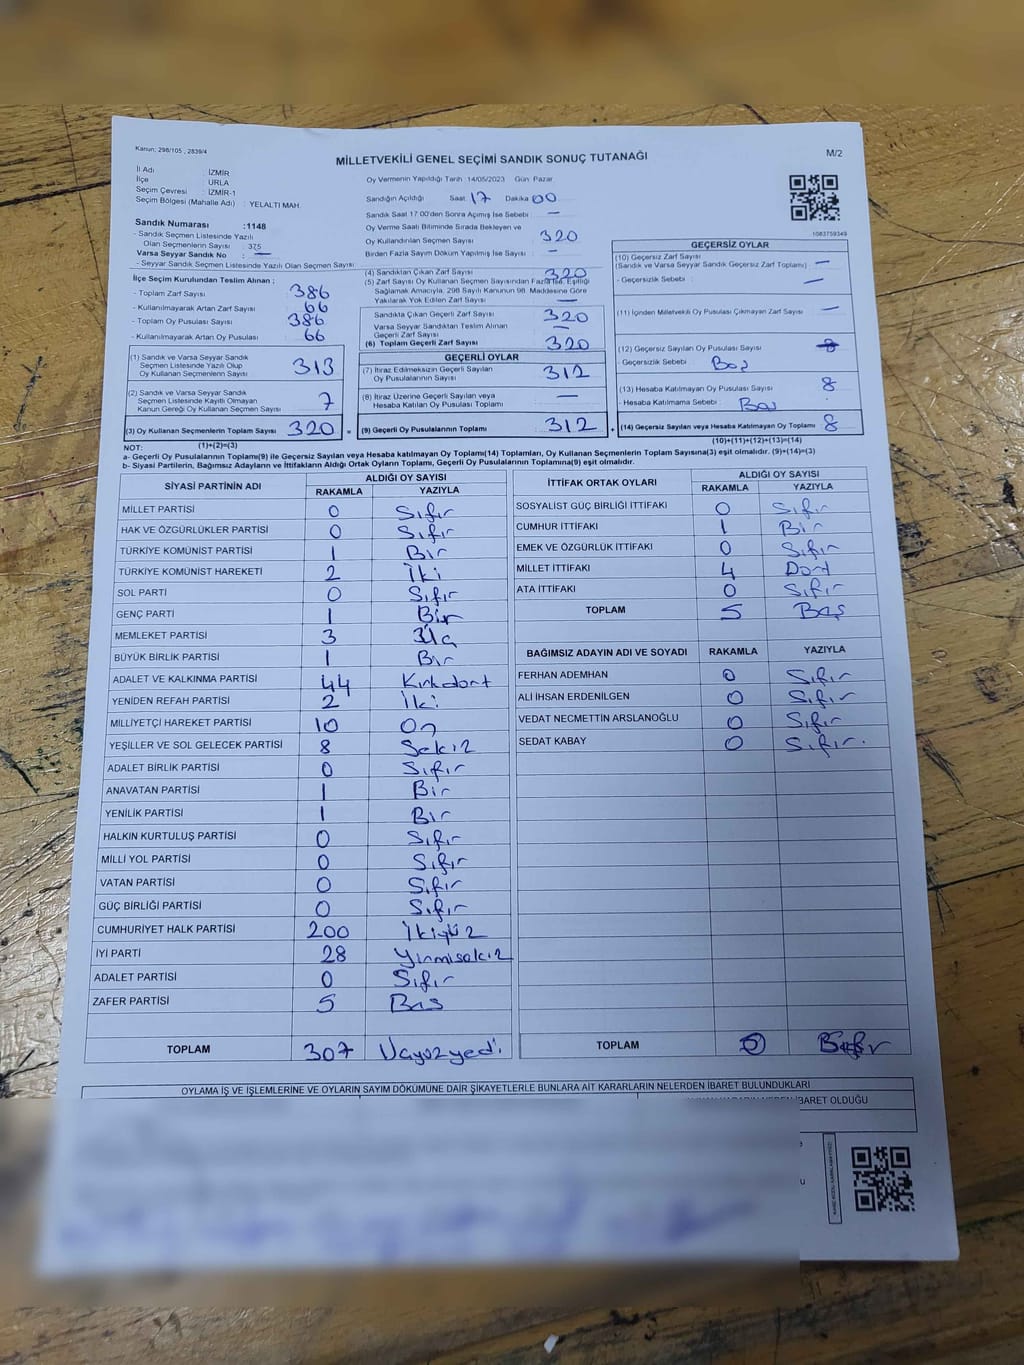 Kanun: 298/105 , 2839/4
MİLLETVEKİLİ GENEL SEÇİMİ SANDIK SONUÇ TUTANAĞI
M/2
İl Adı : İZMİR
İlçe : URLA
Seçim Çevresi : İZMİR-1
Seçim Bölgesi (Mahalle Adı) : YELALTI MAH.
Sandık Numarası :1148
- Sandık Seçmen Listesinde Yazılı
Olan Seçmenlerin Sayısı : 375
Varsa Seyyar Sandık No : —
- Seyyar Sandık Seçmen Listesinde Yazılı Olan Seçmen Sayısı:
Oy Vermenin Yapıldığı Tarih :14/05/2023 Gün: Pazar
Sandığın Açıldığı Saat: 17 Dakika: 00
Sandık Saat 17:00'den Sonra Açılmış İse Sebebi : —
Oy Verme Saati Bitiminde Sırada Bekleyen ve
Oy Kullandırılan Seçmen Sayısı : 320
Birden Fazla Sayım Döküm Yapılmış İse Sayısı : —
1083759349
İlçe Seçim Kurulundan Teslim Alınan ;
- Toplam Zarf Sayısı : 386
- Kullanılmayarak Artan Zarf Sayısı : 66
- Toplam Oy Pusulası Sayısı : 386
- Kullanılmayarak Artan Oy Pusulası : 66
(1) Sandık ve Varsa Seyyar Sandık
Seçmen Listesinde Yazılı Olup
Oy Kullanan Seçmenlerin Sayısı : 313
(2) Sandık ve Varsa Seyyar Sandık
Seçmen Listesinde Kayıtlı Olmayan
Kanun Gereği Oy Kullanan Seçmen Sayısı : 7
(3) Oy Kullanan Seçmenlerin Toplam Sayısı : 320 =
(1)+(2)=(3)
(4) Sandıktan Çıkan Zarf Sayısı : 320
(5) Zarf Sayısı Oy Kullanan Seçmen Sayısından Fazla İse, Eşitliği
Sağlamak Amacıyla, 298 Sayılı Kanunun 98. Maddesine Göre
Yakılarak Yok Edilen Zarf Sayısı : —
Sandıkta Çıkan Geçerli Zarf Sayısı : 320
Varsa Seyyar Sandıktan Teslim Alınan
Geçerli Zarf Sayısı : —
(6) Toplam Geçerli Zarf Sayısı : 320
GEÇERLİ OYLAR
(7) İtiraz Edilmeksizin Geçerli Sayılan
Oy Pusulalarının Sayısı : 312
(8) İtiraz Üzerine Geçerli Sayılan veya
Hesaba Katılan Oy Pusulası Toplamı : —
(9) Geçerli Oy Pusulalarının Toplamı : 312 +
GEÇERSİZ OYLAR
(10) Geçersiz Zarf Sayısı
(Sandık ve Varsa Seyyar Sandık Geçersiz Zarf Toplamı) : —
- Geçersizlik Sebebi : —
(11) İçinden Milletvekili Oy Pusulası Çıkmayan Zarf Sayısı : —
(12) Geçersiz Sayılan Oy Pusulası Sayısı :
- Geçersizlik Sebebi : Boş
(13) Hesaba Katılmayan Oy Pusulası Sayısı : 8
- Hesaba Katılmama Sebebi : Boş
(14) Geçersiz Sayılan veya Hesaba Katılmayan Oy Toplamı : 8
(10)+(11)+(12)+(13)=(14)
NOT:
a- Geçerli Oy Pusulalarının Toplamı(9) ile Geçersiz Sayılan veya Hesaba katılmayan Oy Toplamı(14) Toplamları, Oy Kullanan Seçmenlerin Toplam Sayısına(3) eşit olmalıdır. (9)+(14)=(3)
b- Siyasi Partilerin, Bağımsız Adayların ve İttifakların Aldığı Ortak Oyların Toplamı, Geçerli Oy Pusulalarının Toplamına(9) eşit olmalıdır.
SİYASİ PARTİNİN ADI ALDIĞI OY SAYISI
RAKAMLA YAZIYLA
MİLLET PARTİSİ 0 Sıfır
HAK VE ÖZGÜRLÜKLER PARTİSİ 0 Sıfır
TÜRKİYE KOMÜNİST PARTİSİ 1 Bir
TÜRKİYE KOMÜNİST HAREKETİ 2 İki
SOL PARTİ 0 Sıfır
GENÇ PARTİ 1 Bir
MEMLEKET PARTİSİ 3 Üç
BÜYÜK BİRLİK PARTİSİ 1 Bir
ADALET VE KALKINMA PARTİSİ 44 Kırkdört
YENİDEN REFAH PARTİSİ 2 İki
MİLLİYETÇİ HAREKET PARTİSİ 10 On
YEŞİLLER VE SOL GELECEK PARTİSİ 8 Sekiz
ADALET BİRLİK PARTİSİ 0 Sıfır
ANAVATAN PARTİSİ 1 Bir
YENİLİK PARTİSİ 1 Bir
HALKIN KURTULUŞ PARTİSİ 0 Sıfır
MİLLİ YOL PARTİSİ 0 Sıfır
VATAN PARTİSİ 0 Sıfır
GÜÇ BİRLİĞİ PARTİSİ 0 Sıfır
CUMHURİYET HALK PARTİSİ 200 İkiyüz
İYİ PARTİ 28 Yirmisekiz
ADALET PARTİSİ 0 Sıfır
ZAFER PARTİSİ 5 Beş
TOPLAM 307 Üçyüzyedi
İTTİFAK ORTAK OYLARI ALDIĞI OY SAYISI
RAKAMLA YAZIYLA
SOSYALİST GÜÇ BİRLİĞİ İTTİFAKI 0 Sıfır
CUMHUR İTTİFAKI 1 Bir
EMEK VE ÖZGÜRLÜK İTTİFAKI 0 Sıfır
MİLLET İTTİFAKI 4 Dört
ATA İTTİFAKI 0 Sıfır
TOPLAM 5 Beş
BAĞIMSIZ ADAYIN ADI VE SOYADI RAKAMLA YAZIYLA
FERHAN ADEMHAN 0 Sıfır
ALİ İHSAN ERDENİLGEN 0 Sıfır
VEDAT NECMETTİN ARSLANOĞLU 0 Sıfır
SEDAT KABAY 0 Sıfır.
TOPLAM 0 Sıfır
OYLAMA İŞ VE İŞLEMLERİNE VE OYLARIN SAYIM DÖKÜMÜNE DAİR ŞİKAYETLERLE BUNLARA AİT KARARLARIN NELERDEN İBARET BULUNDUKLARI
İBARET OLDUĞU